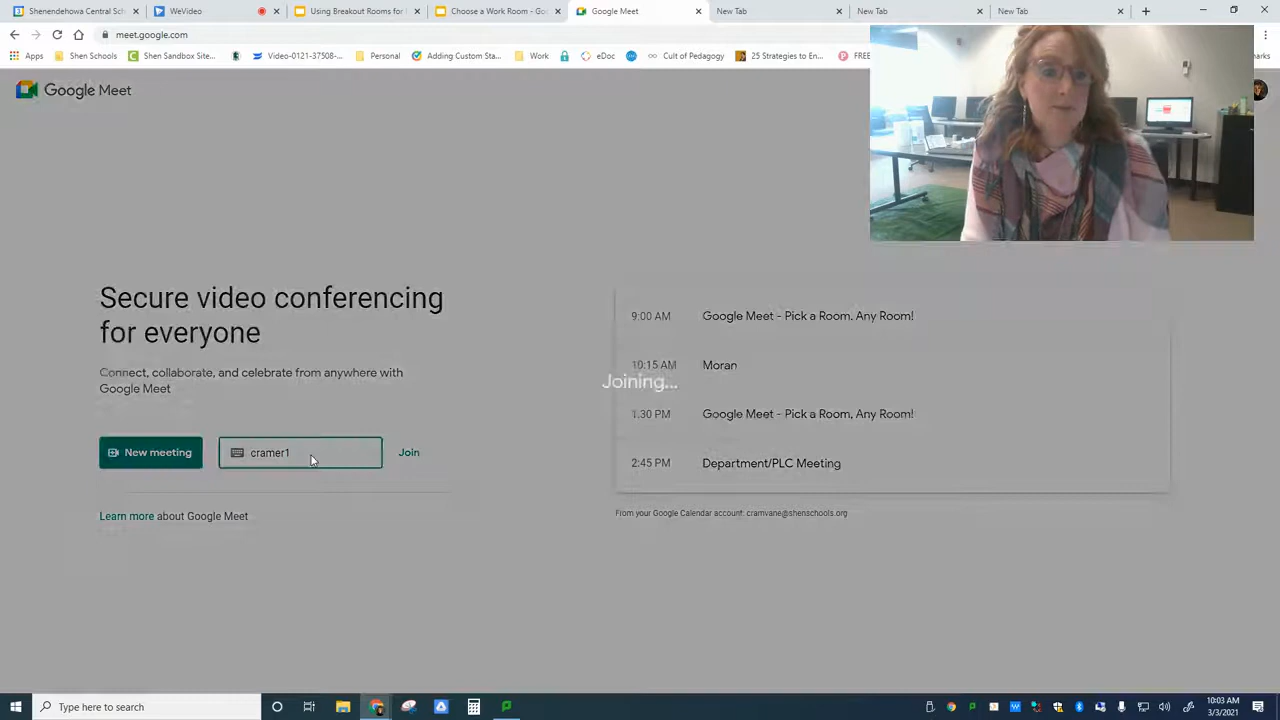 Shenendehowa Central Sch
WeVideo
Using Breakout Rooms for
Choose a Work Room - Go
Google Meet
New Tab
New Tab
New Tab
meet.google.com
Apps
Shen Schools
Shen Sandbox Site...
Video-0121-37508-...
Personal
Adding Custom Sta...
Work
eDoc
Cult of Pedagogy
25 Strategies to En...
FREE
Google Meet
Secure video conferencing
for everyone
Connect, collaborate, and celebrate from anywhere with
Google Meet
New meeting
cramer1
Join
Learn more about Google Meet
9:00 AM Google Meet - Pick a Room, Any Room!
10:15 AM Moran
Joining...
1:30 PM Google Meet - Pick a Room, Any Room!
2:45 PM Department/PLC Meeting
From your Google Calendar account: cramvane@shenschools.org
Type here to search
10:03 AM
3/3/2021